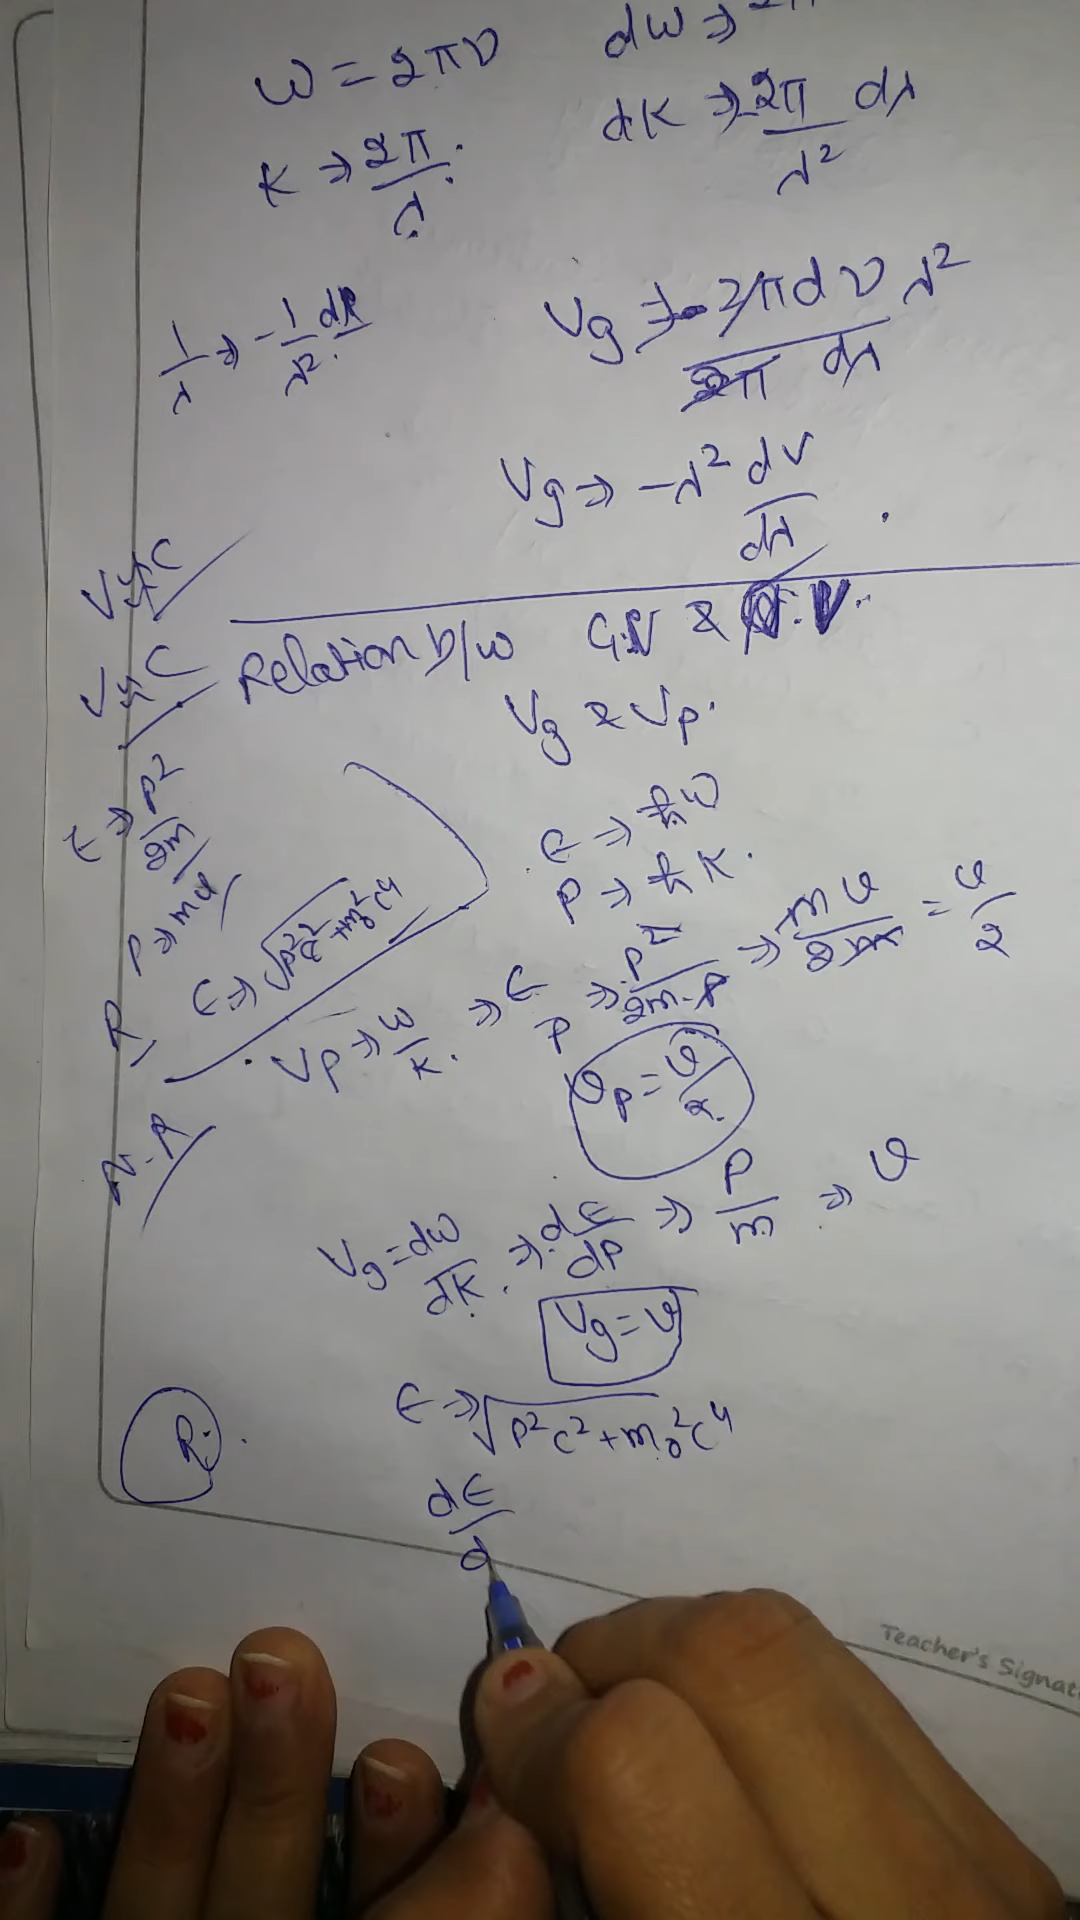 ω = 2πν    dω ⇒ 2π
K ⇒ 2π/λ    dK ⇒ -2π/λ² dλ
1/λ ⇒ -1/λ² dλ    Vg ⇒ - 2πdν λ² / 2π dλ
Vg ⇒ -λ² dν/dλ
V<<C
Relation b/w G.V & P.V.
V<C
Vg & Vp.
E ⇒ P²/2m    E ⇒ ħω
P ⇒ mv    P ⇒ ħK.
R,    E ⇒ √P²c²+m₀²c⁴
Vp ⇒ ω/K ⇒ E/P ⇒ P²/2m.P ⇒ mv/2m = v/2
vp = v/2
N.R
Vg = dω/dK ⇒ dE/dP ⇒ P/m ⇒ v
Vg = v
R.    E ⇒ √P²c²+m₀²c⁴
dE/d
Teacher's Signat